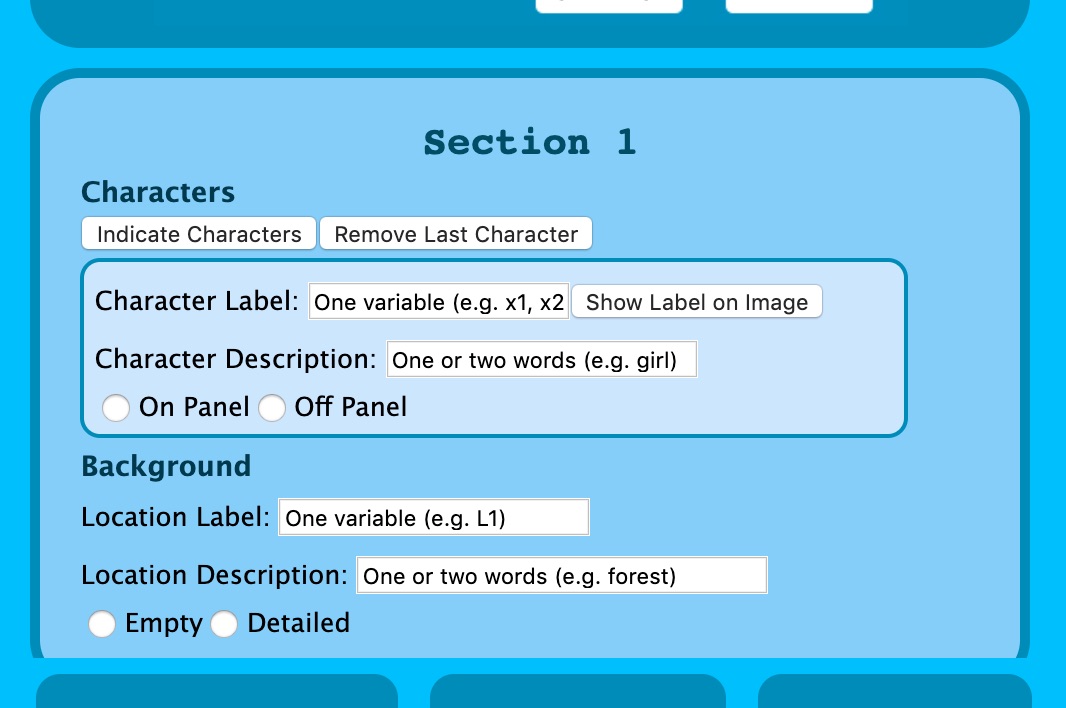 Section 1
Characters
Indicate Characters Remove Last Character
Character Label: One variable (e.g. x1, x2 Show Label on Image
Character Description: One or two words (e.g. girl)
On Panel Off Panel
Background
Location Label: One variable (e.g. L1)
Location Description: One or two words (e.g. forest)
Empty Detailed